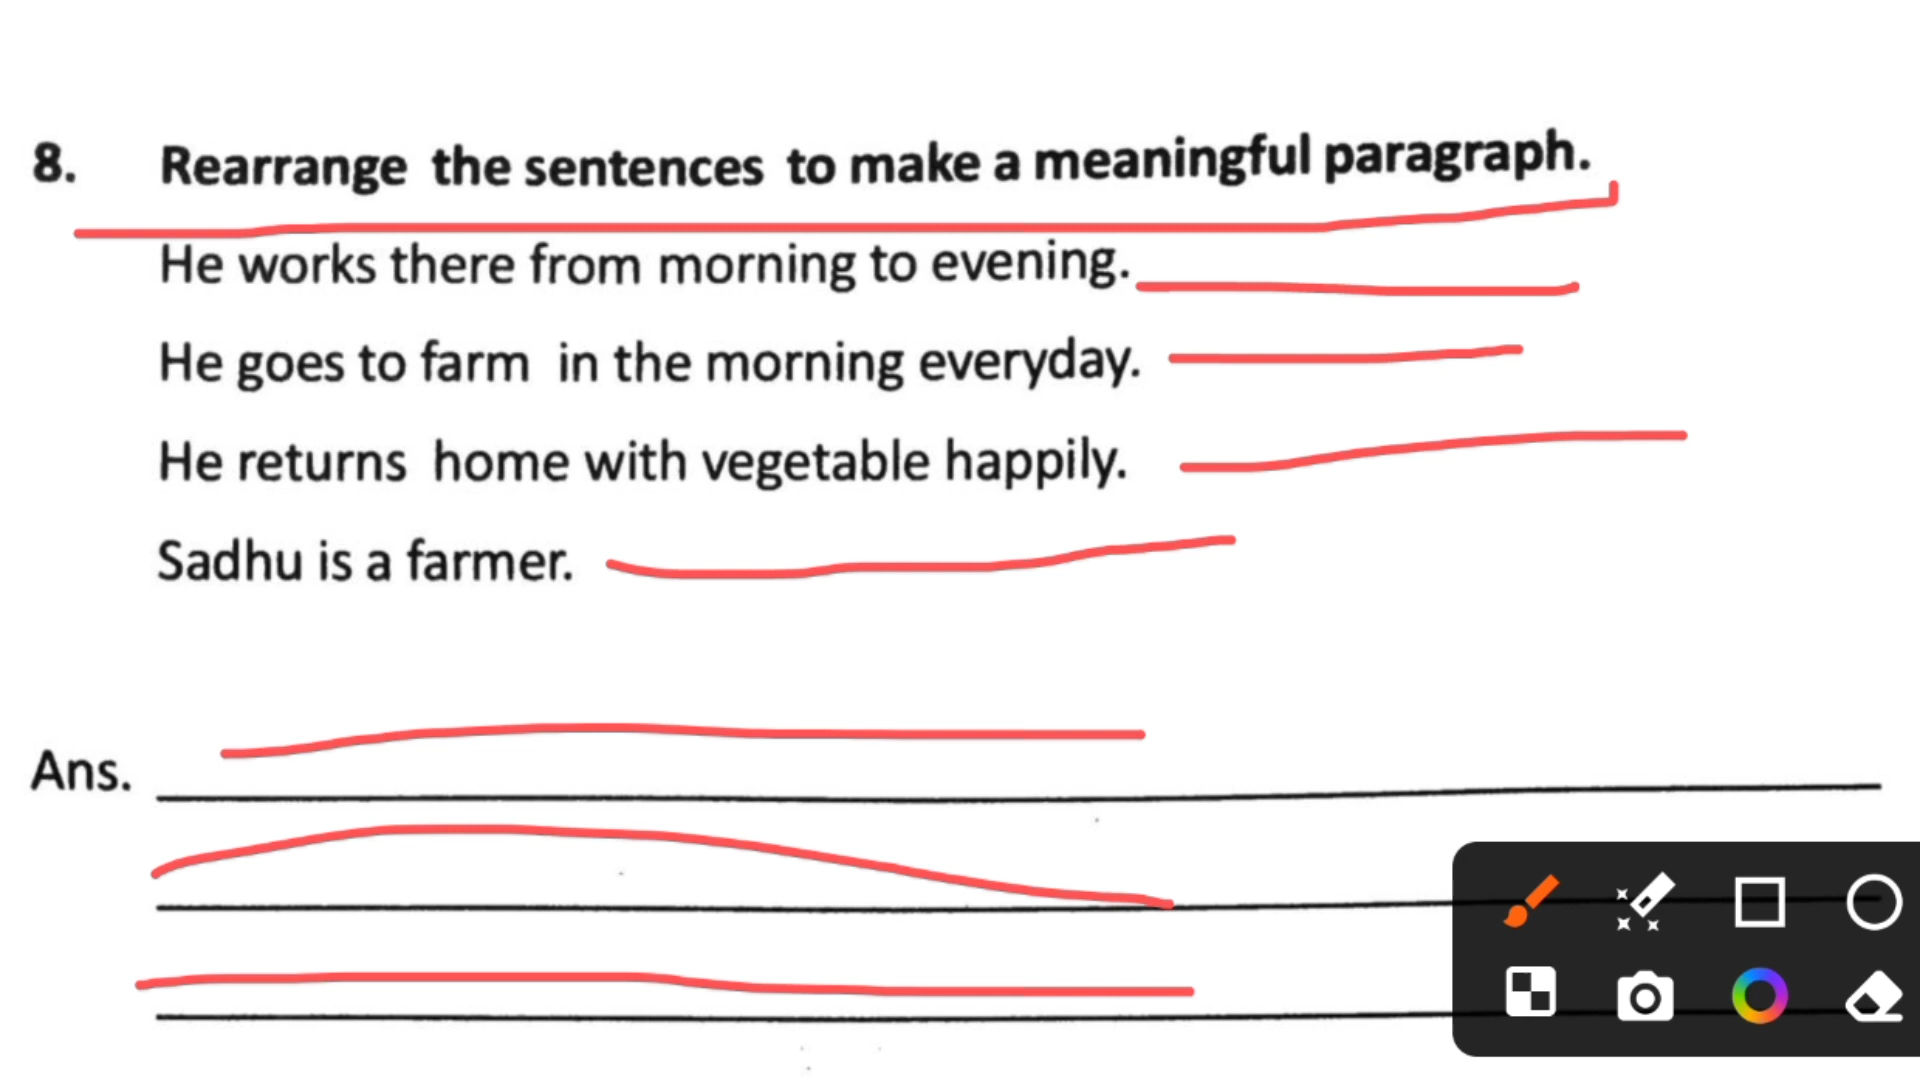 8. Rearrange the sentences to make a meaningful paragraph.
He works there from morning to evening.
He goes to farm in the morning everyday.
He returns home with vegetable happily.
Sadhu is a farmer.
Ans.